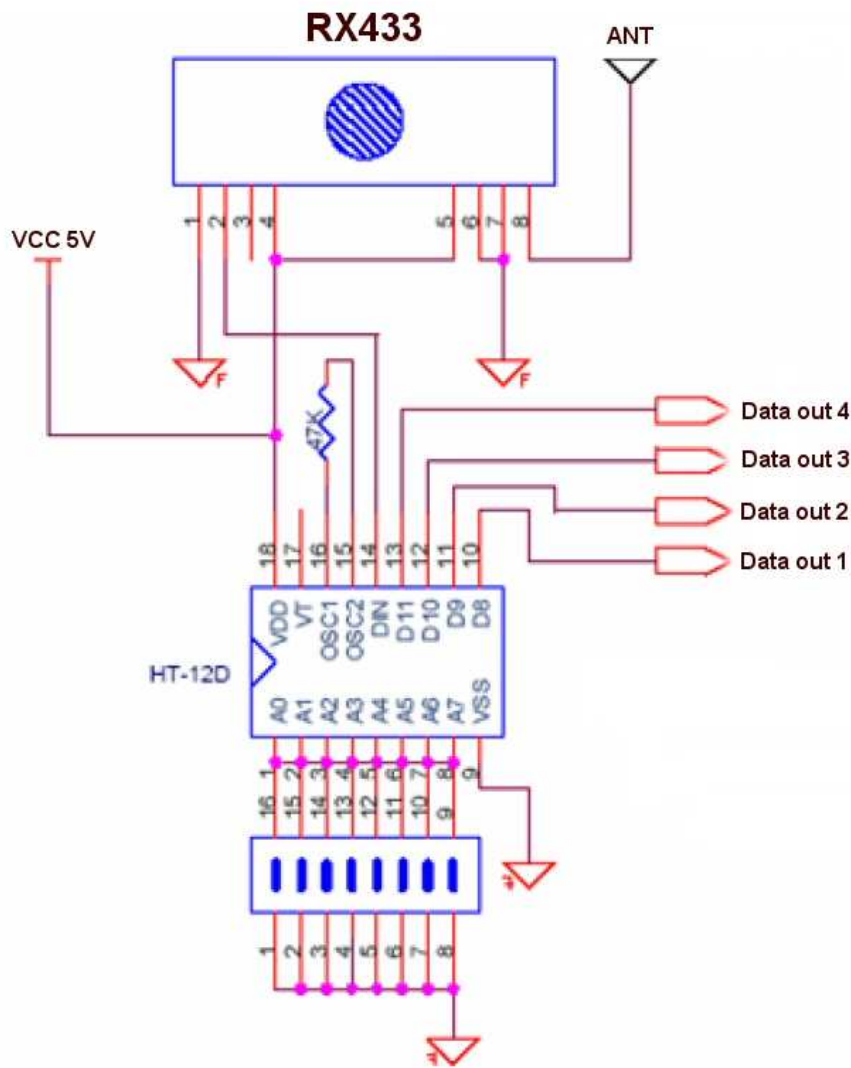 RX433
ANT
1 2 3 4 5 6 7 8
VCC 5V
F F
47K
Data out 4
Data out 3
Data out 2
Data out 1
18 17 16 15 14 13 12 11 10
VDD VT OSC1 OSC2 DIN D11 D10 D9 D8
HT-12D
A0 A1 A2 A3 A4 A5 A6 A7 VSS
1 2 3 4 5 6 7 8 9
16 15 14 13 12 11 10 9
1 2 3 4 5 6 7 8